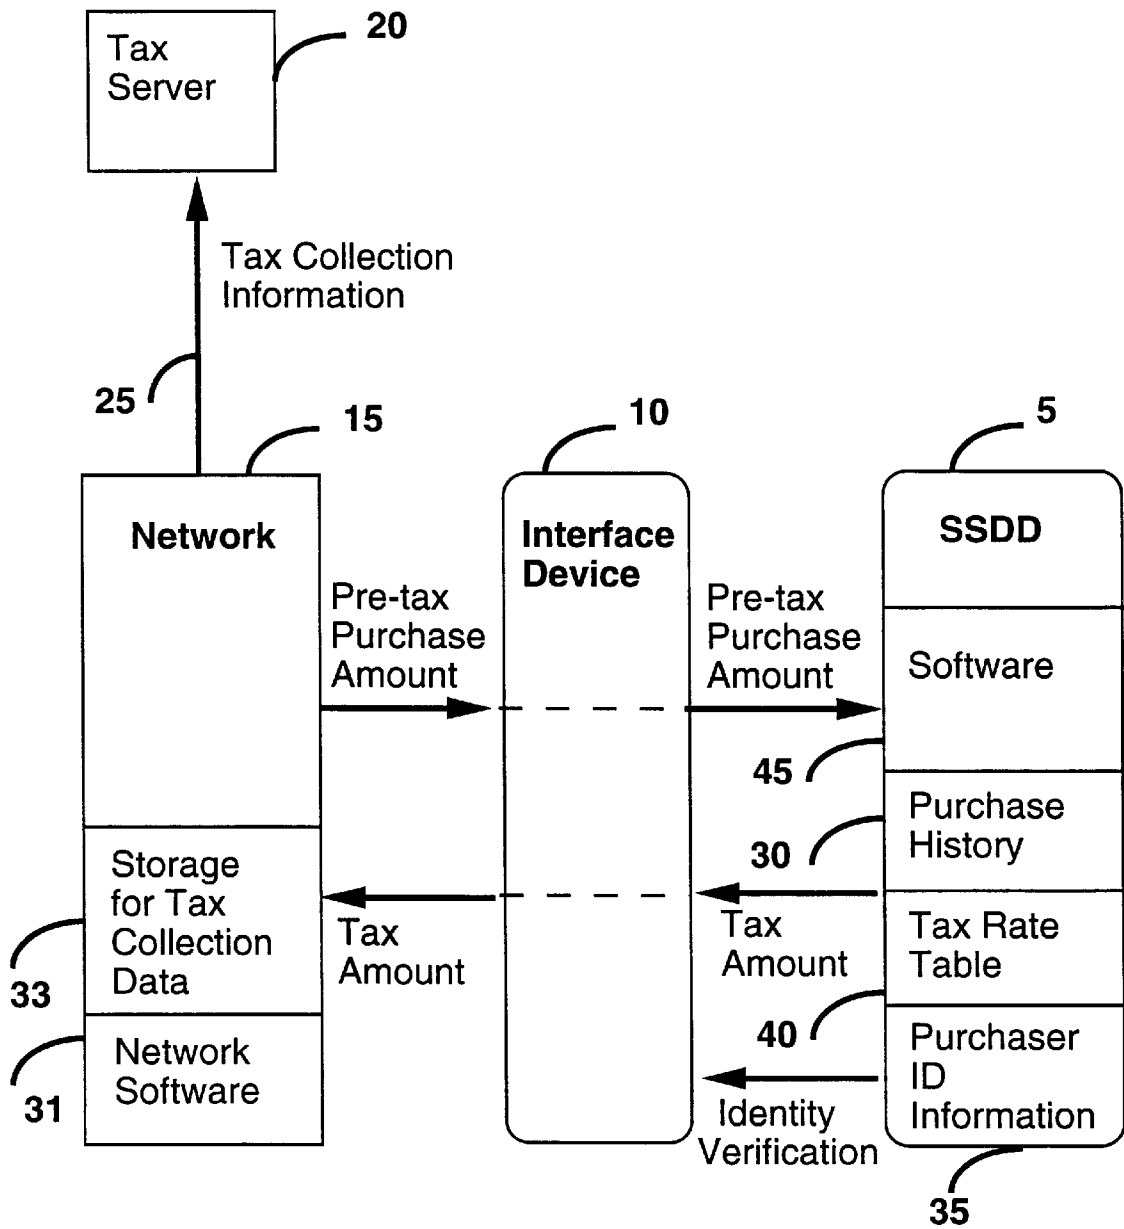 20
Tax
Server
Tax Collection
Information
25
15
10
5
Network
Interface
Device
SSDD
Pre-tax
Purchase
Amount
Pre-tax
Purchase
Amount
Software
45
Purchase
History
30
Storage
for Tax
Collection
Data
Tax
Amount
Tax
Amount
Tax Rate
Table
33
40
Network
Software
31
Purchaser
ID
Information
Identity
Verification
35